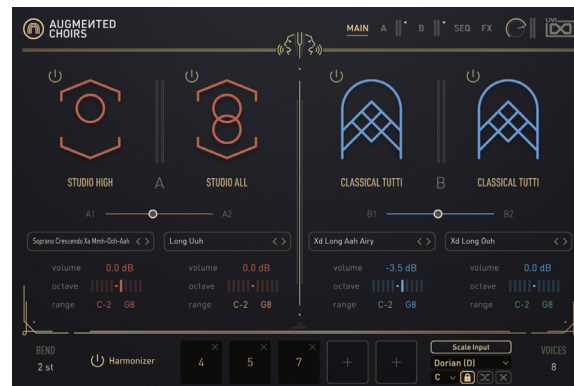 AUGMENTED
CHOIRS
MAIN A B SEQ FX
UVI
STUDIO HIGH A STUDIO ALL CLASSICAL TUTTI B CLASSICAL TUTTI
A1 A2 B1 B2
Soprano Crescendo Xa Mmh-Ooh-Aah < > Long Uuh < > Xd Long Aah Airy < > Xd Long Ooh < >
volume 0.0 dB volume 0.0 dB volume -3.5 dB volume 0.0 dB
octave octave octave octave
range C-2 G8 range C-2 G8 range C-2 G8 range C-2 G8
BEND
2 st
Harmonizer
4 5 7 + +
Scale Input
Dorian (D)
C
VOICES
8